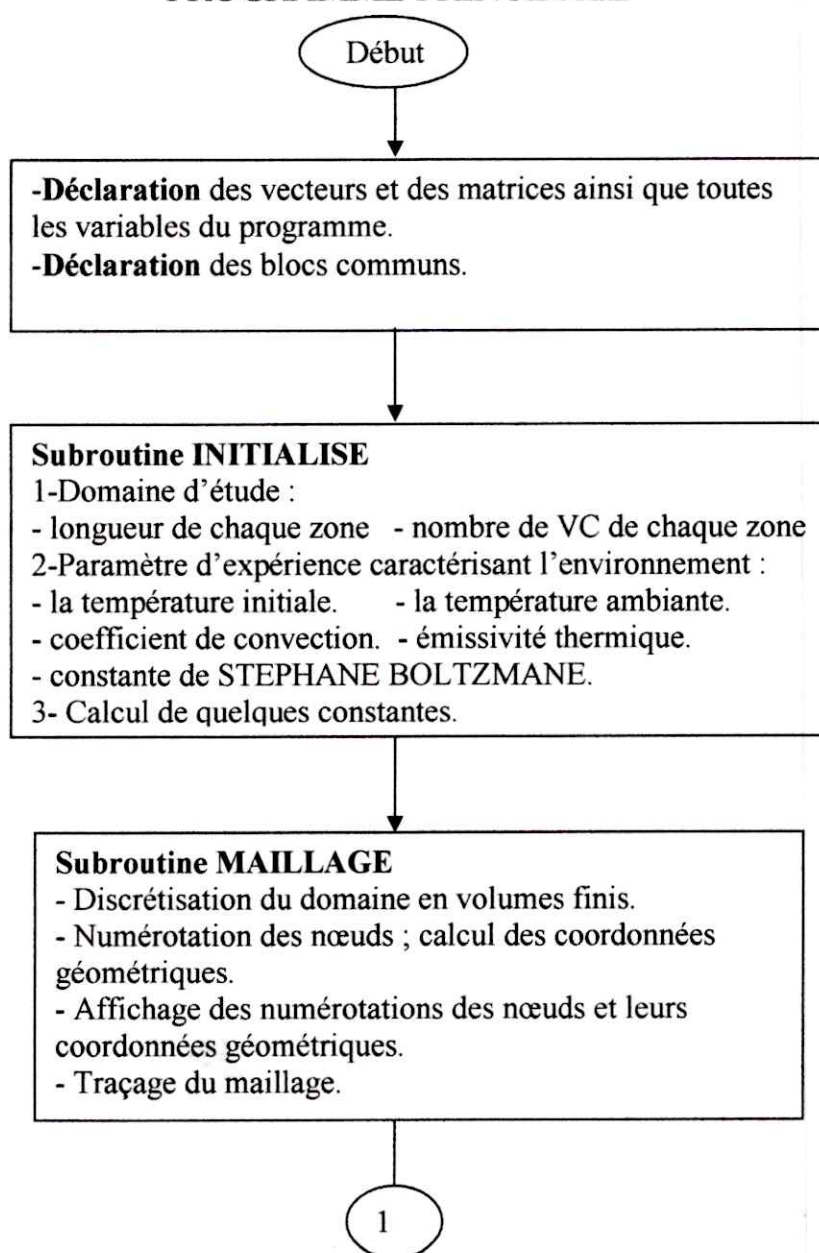 Début
-Déclaration des vecteurs et des matrices ainsi que toutes
les variables du programme.
-Déclaration des blocs communs.
Subroutine INITIALISE
1-Domaine d'étude :
- longueur de chaque zone - nombre de VC de chaque zone
2-Paramètre d'expérience caractérisant l'environnement :
- la température initiale. - la température ambiante.
- coefficient de convection. - émissivité thermique.
- constante de STEPHANE BOLTZMANE.
3- Calcul de quelques constantes.
Subroutine MAILLAGE
- Discrétisation du domaine en volumes finis.
- Numérotation des nœuds ; calcul des coordonnées
géométriques.
- Affichage des numérotations des nœuds et leurs
coordonnées géométriques.
- Traçage du maillage.
1